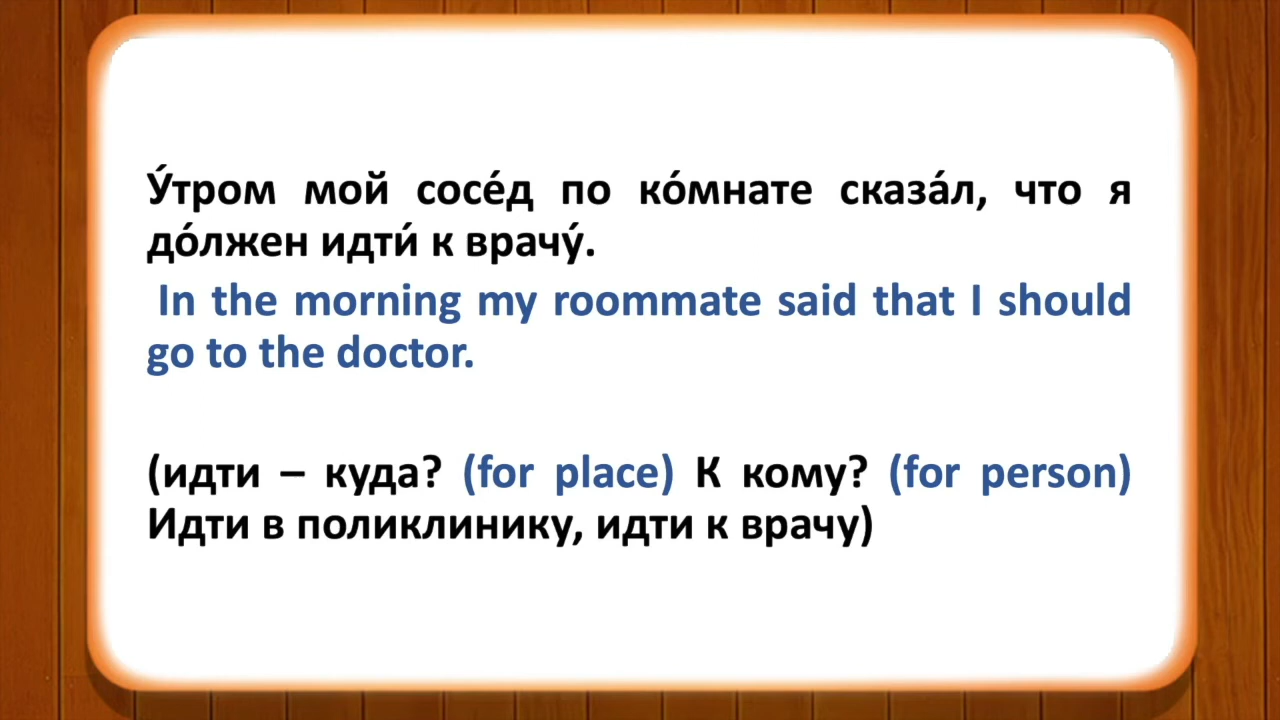 У́тром мой сосе́д по ко́мнате сказа́л, что я
до́лжен идти́ к врачу́.
In the morning my roommate said that I should
go to the doctor.
(идти – куда? (for place) К кому? (for person)
Идти в поликлинику, идти к врачу)